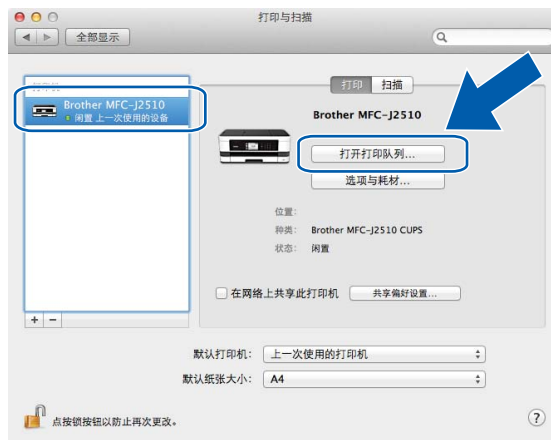 打印与扫描
全部显示
打印机
打印 扫描
Brother MFC-J2510
闲置 上一次使用的设备
Brother MFC-J2510
打开打印队列...
选项与耗材...
位置:
种类: Brother MFC-J2510 CUPS
状态: 闲置
在网络上共享此打印机 共享偏好设置...
+ −
默认打印机: 上一次使用的打印机
默认纸张大小: A4
点按锁按钮以防止再次更改。
?